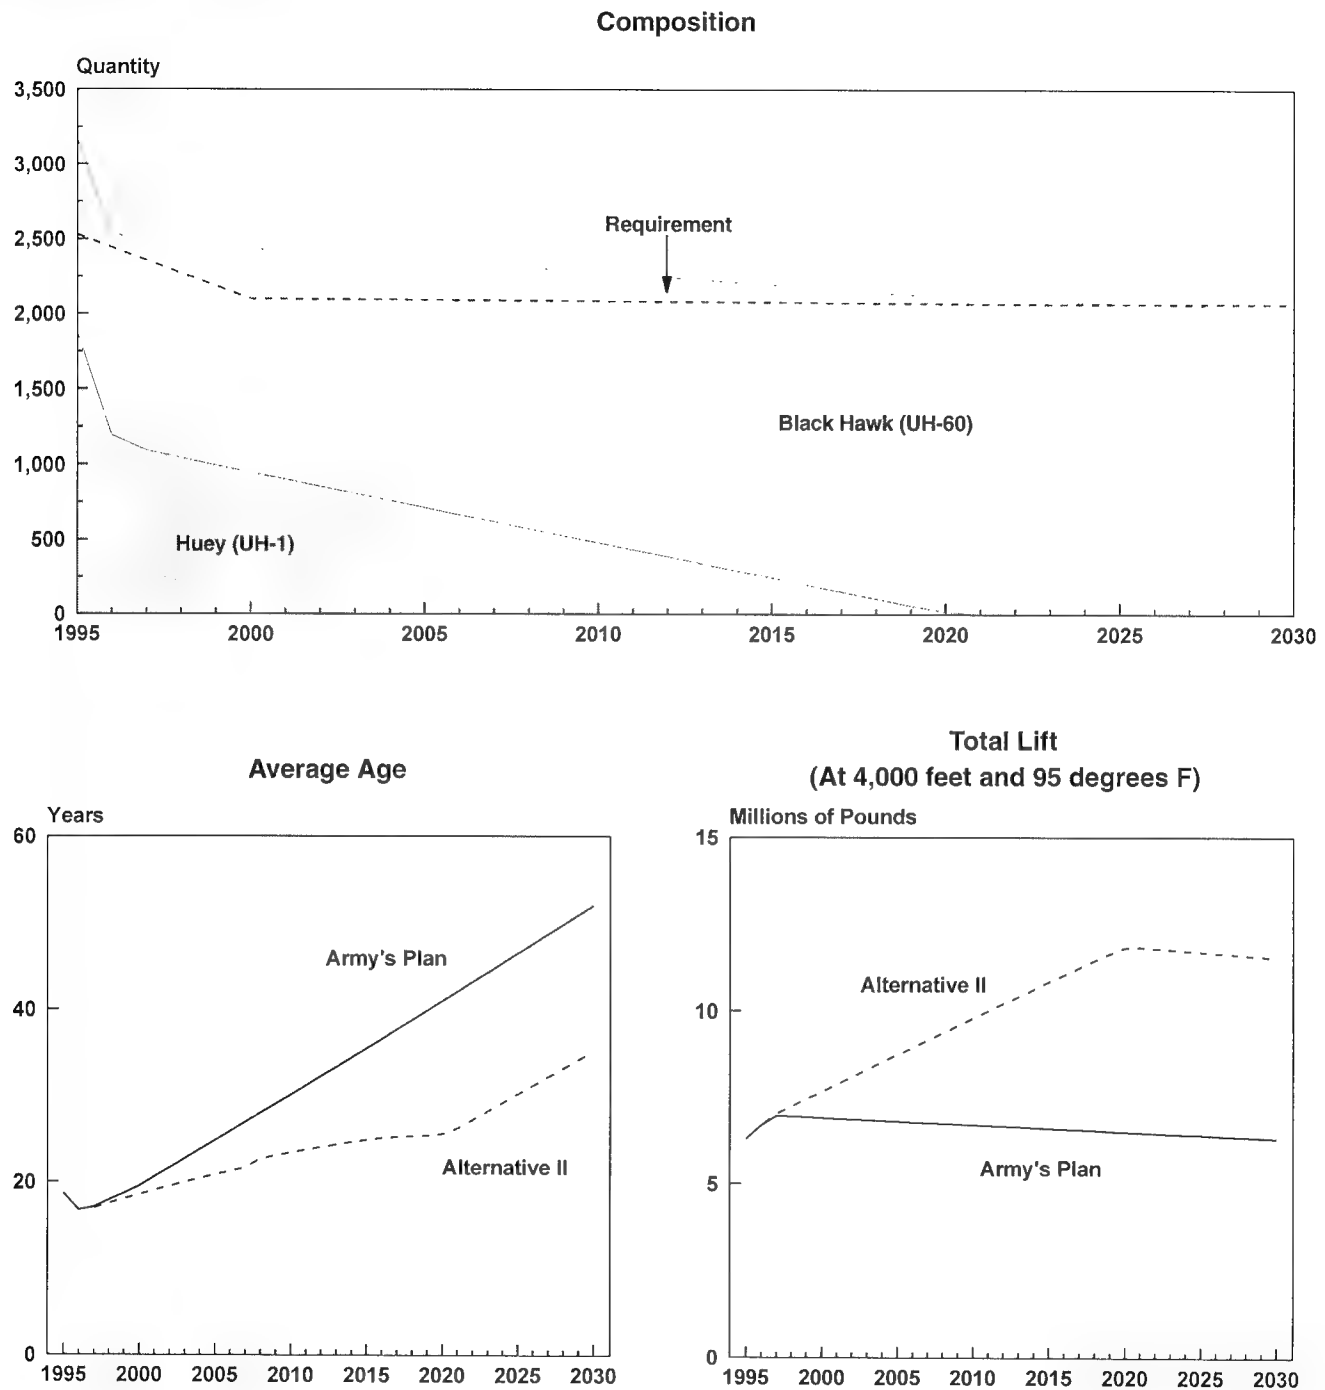 Composition
Quantity
3,500
3,000
2,500
2,000
1,500
1,000
500
0
Requirement
Black Hawk (UH-60)
Huey (UH-1)
1995 2000 2005 2010 2015 2020 2025 2030
Average Age
Years
60
40
20
0
Army's Plan
Alternative II
1995 2000 2005 2010 2015 2020 2025 2030
Total Lift
(At 4,000 feet and 95 degrees F)
Millions of Pounds
15
10
5
0
Alternative II
Army's Plan
1995 2000 2005 2010 2015 2020 2025 2030